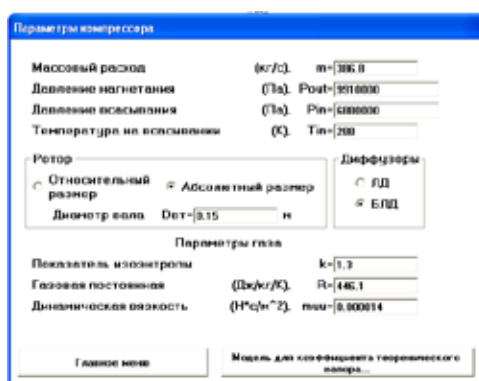 Параметры компрессора
Массовый расход (кг/с), m= 386.8
Давление нагнетания (Па), Pout= 9910000
Давление всасывания (Па), Pin= 6000000
Температура на всасывании (К), Tin= 288
Ротор
Относительный размер
Абсолютный размер
Диаметр вала Dвт= 0.15 м
Диффузоры
ЛД
БЛД
Параметры газа
Показатель изоэнтропы k= 1.3
Газовая постоянная (Дж/кг/К), R= 446.1
Динамическая вязкость (Н*с/м^2), muu= 0.000014
Главное меню
Модель для коэффициента теоретического напора...